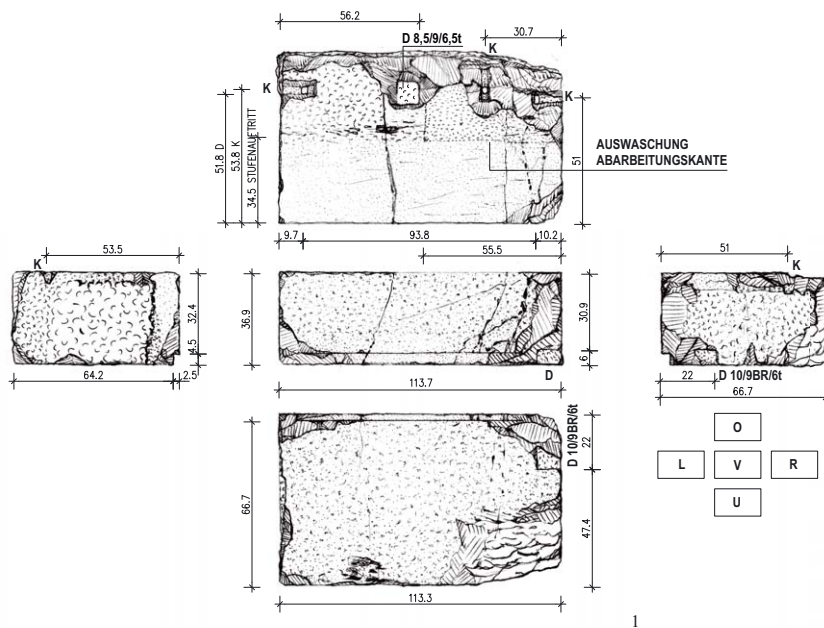 56.2
30.7
D 8,5/9/6,5t
K
K
K
51.8 D
53.8 K
34.5 STUFENAUFTRITT
51
AUSWASCHUNG
ABARBEITUNGSKANTE
53.5
9.7
93.8
10.2
55.5
51
K
K
32.4
4.5
36.9
30.9
6
D
64.2
2.5
113.7
22
D 10/9BR/6t
66.7
66.7
D 10/9BR/6t
22
47.4
113.3
O
L
V
R
U
1